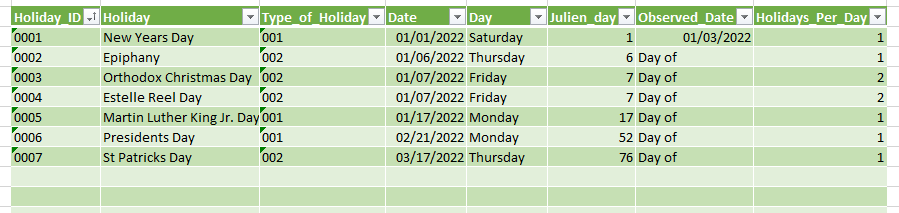 Holiday_ID Holiday Type_of_Holiday Date Day Julien_day Observed_Date Holidays_Per_Day
0001 New Years Day 001 01/01/2022 Saturday 1 01/03/2022 1
0002 Epiphany 002 01/06/2022 Thursday 6 Day of 1
0003 Orthodox Christmas Day 002 01/07/2022 Friday 7 Day of 2
0004 Estelle Reel Day 002 01/07/2022 Friday 7 Day of 2
0005 Martin Luther King Jr. Day 001 01/17/2022 Monday 17 Day of 1
0006 Presidents Day 001 02/21/2022 Monday 52 Day of 1
0007 St Patricks Day 002 03/17/2022 Thursday 76 Day of 1